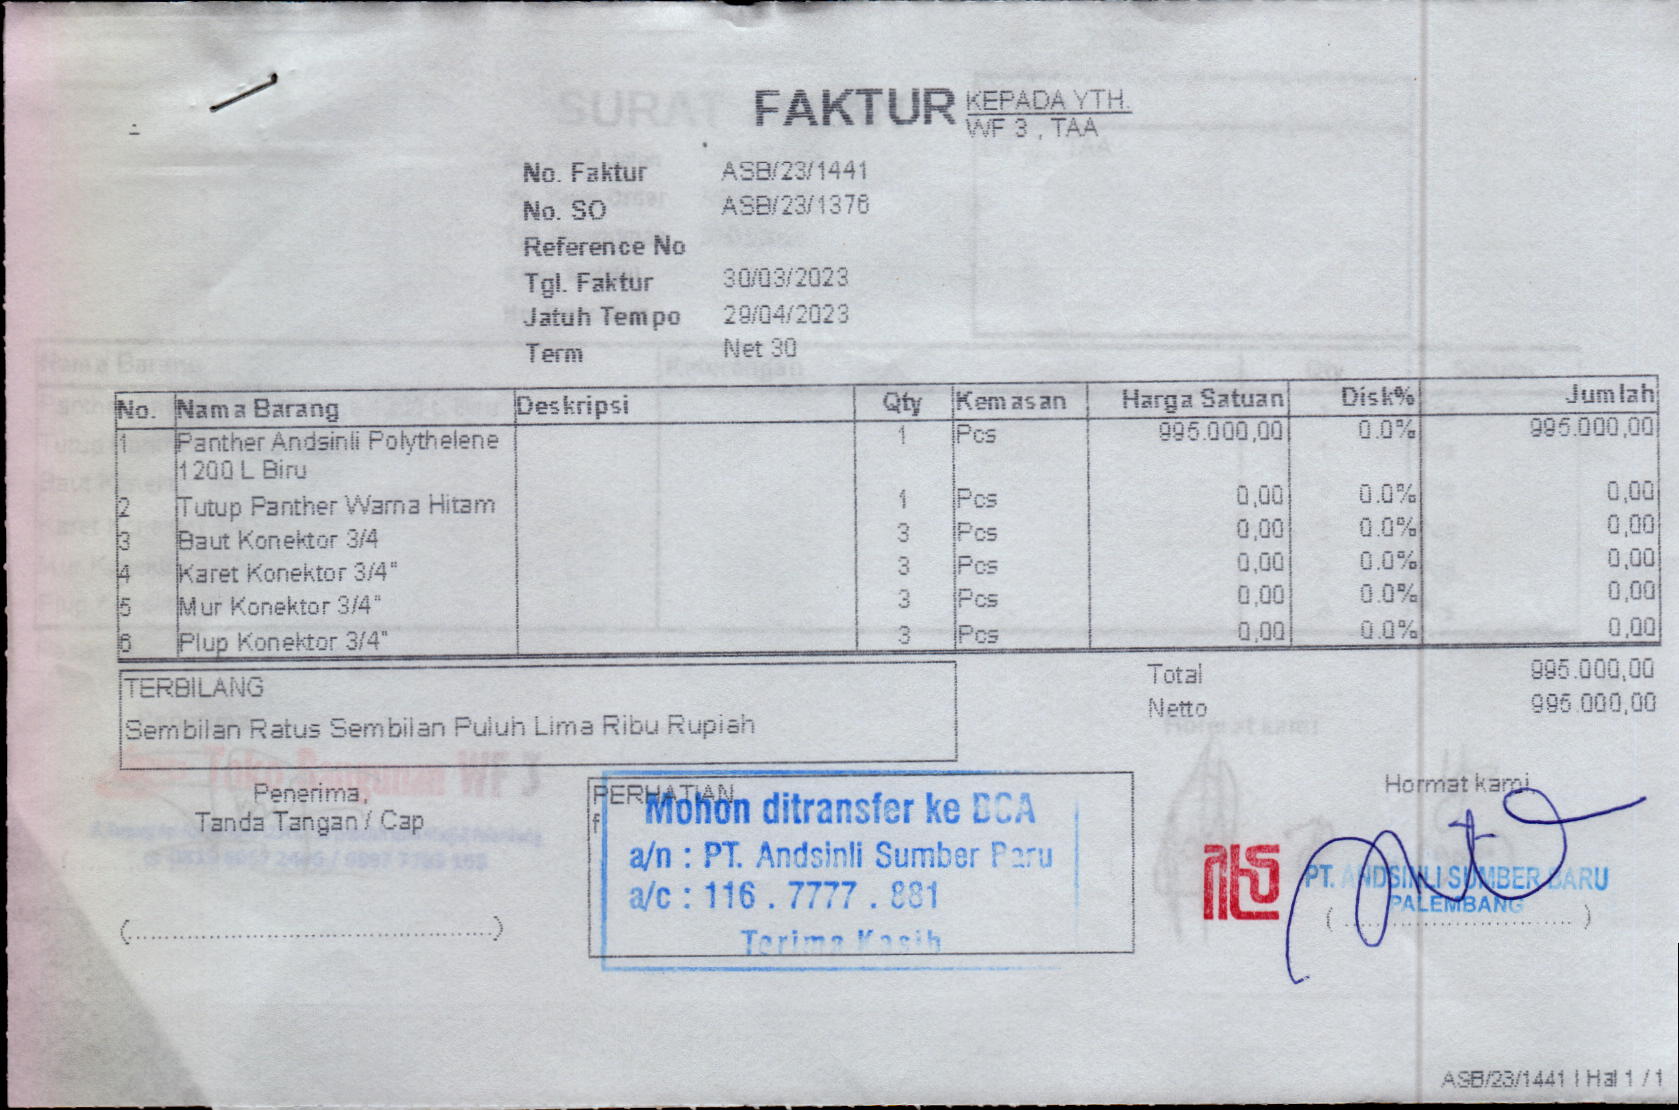 FAKTUR
KEPADA YTH.
WF 3 , TAA
No. Faktur ASB/23/1441
No. SO ASB/23/1376
Reference No
Tgl. Faktur 30/03/2023
Jatuh Tempo 29/04/2023
Term Net 30
No. Nama Barang Deskripsi Qty Kemasan Harga Satuan Disk% Jumlah
1 Panther Andsinli Polythelene 1 Pcs 995.000,00 0.0% 995.000,00
1200 L Biru
2 Tutup Panther Warna Hitam 1 Pcs 0,00 0.0% 0,00
3 Baut Konektor 3/4 3 Pcs 0,00 0.0% 0,00
4 Karet Konektor 3/4" 3 Pcs 0,00 0.0% 0,00
5 Mur Konektor 3/4" 3 Pcs 0,00 0.0% 0,00
6 Plup Konektor 3/4" 3 Pcs 0,00 0.0% 0,00
Total 995.000,00
Netto 995.000,00
TERBILANG
Sembilan Ratus Sembilan Puluh Lima Ribu Rupiah
Penerima,
Tanda Tangan / Cap
(..............................................)
PERHATIAN
f
Mohon ditransfer ke BCA
a/n : PT. Andsinli Sumber Baru
a/c : 116 . 7777 . 881
Terima Kasih
Hormat kami
PT. ANDSINLI SUMBER BARU
PALEMBANG
(..............................)
ASB/23/1441 | Hal 1 / 1